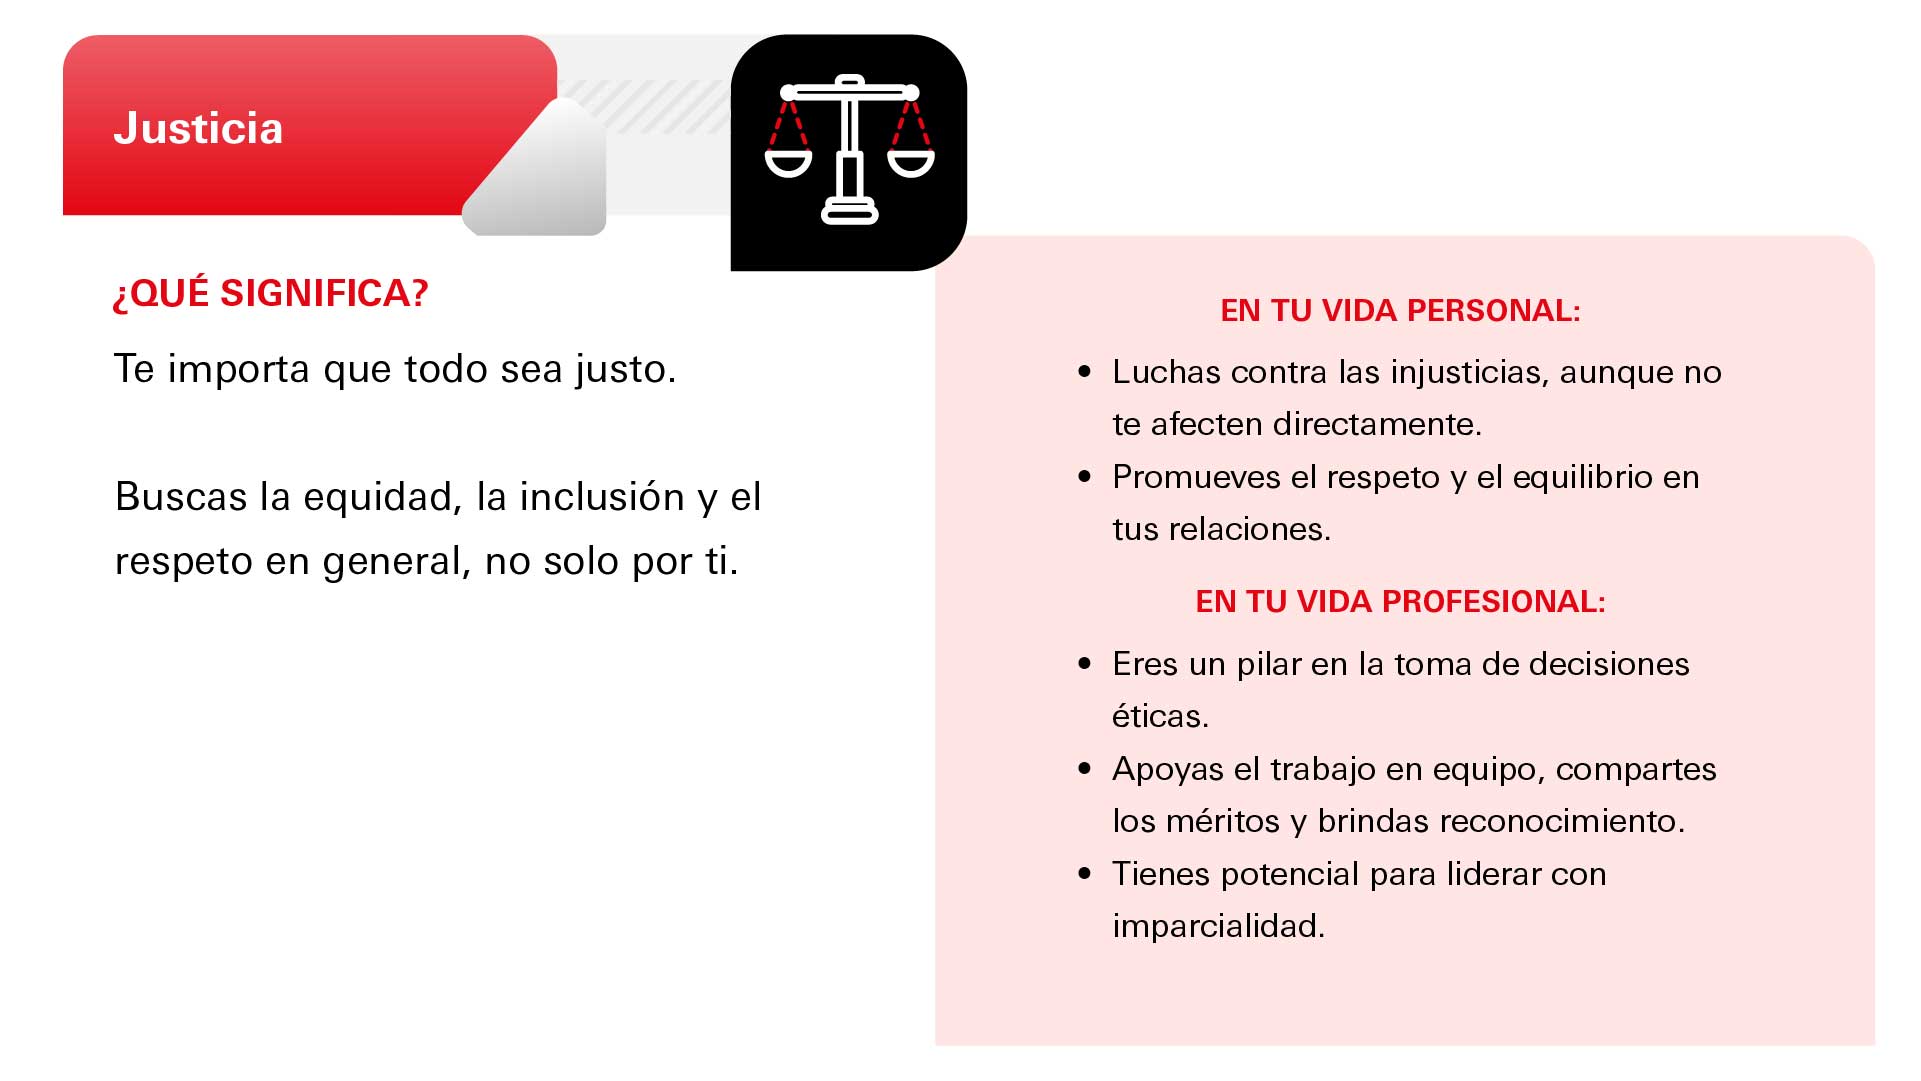 Justicia
¿QUÉ SIGNIFICA?
Te importa que todo sea justo.
Buscas la equidad, la inclusión y el
respeto en general, no solo por ti.
EN TU VIDA PERSONAL:
• Luchas contra las injusticias, aunque no
te afecten directamente.
• Promueves el respeto y el equilibrio en
tus relaciones.
EN TU VIDA PROFESIONAL:
• Eres un pilar en la toma de decisiones
éticas.
• Apoyas el trabajo en equipo, compartes
los méritos y brindas reconocimiento.
• Tienes potencial para liderar con
imparcialidad.